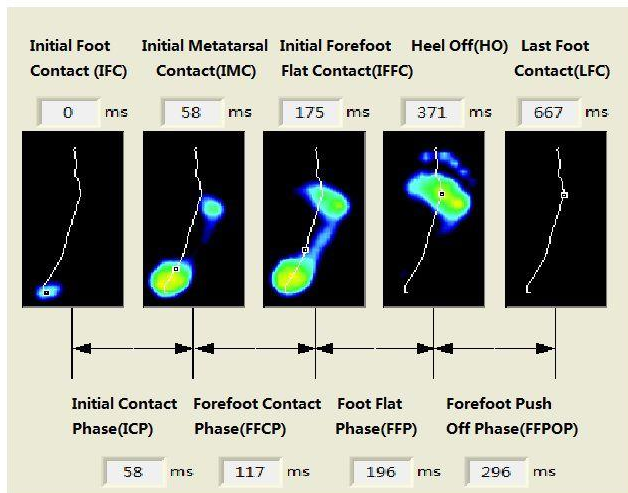 Initial Foot Initial Metatarsal Initial Forefoot Heel Off(HO) Last Foot
Contact (IFC) Contact(IMC) Flat Contact(IFFC) Contact(LFC)
0 ms 58 ms 175 ms 371 ms 667 ms
Initial Contact Forefoot Contact Foot Flat Forefoot Push
Phase(ICP) Phase(FFCP) Phase(FFP) Off Phase(FFPOP)
58 ms 117 ms 196 ms 296 ms